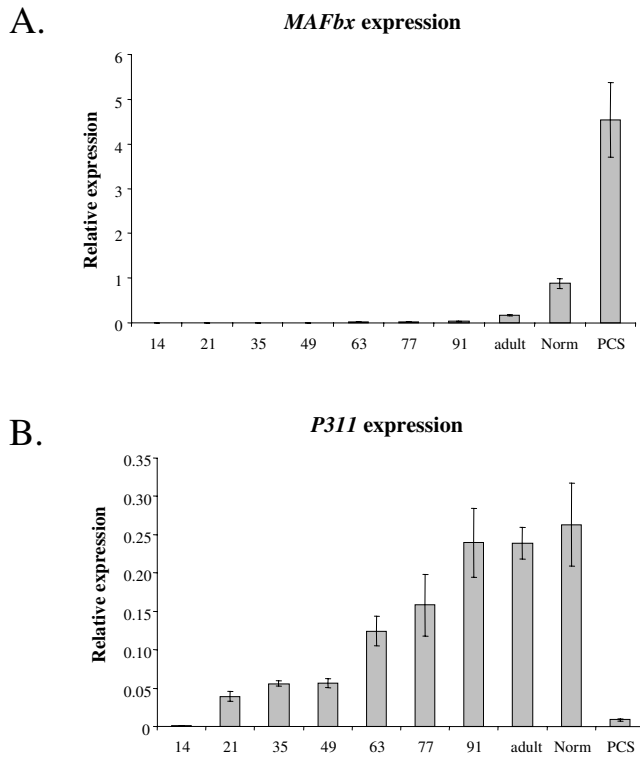 A.
MAFbx expression
Relative expression
6
5
4
3
2
1
0
14 21 35 49 63 77 91 adult Norm PCS
B.
P311 expression
Relative expression
0.35
0.30
0.25
0.20
0.15
0.10
0.05
0
14 21 35 49 63 77 91 adult Norm PCS